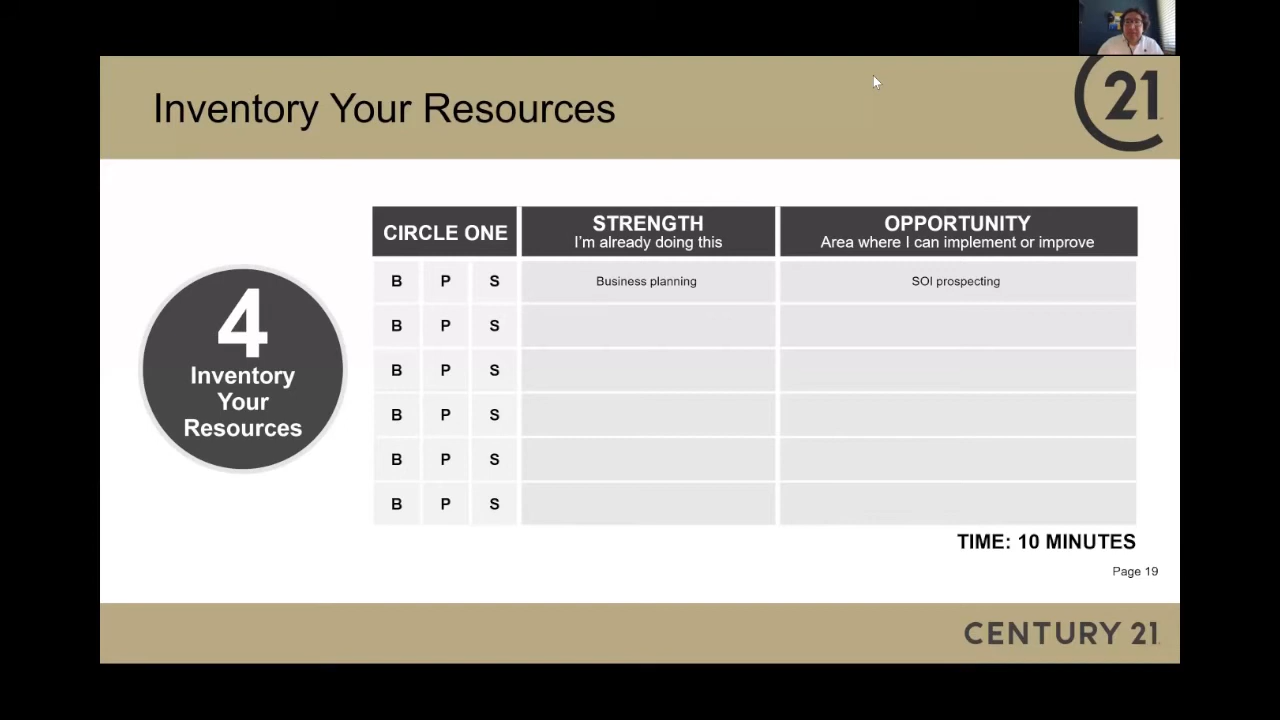 Inventory Your Resources
C21
4
Inventory
Your
Resources
CIRCLE ONE
STRENGTH
I'm already doing this
OPPORTUNITY
Area where I can implement or improve
B P S Business planning SOI prospecting
B P S
B P S
B P S
B P S
B P S
TIME: 10 MINUTES
Page 19
CENTURY 21